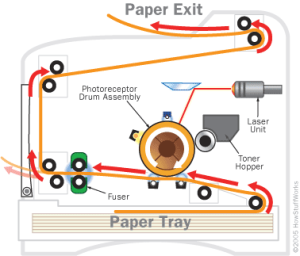 Paper Exit
Photoreceptor
Drum Assembly
Laser
Unit
Toner
Hopper
Fuser
Paper Tray
©2005 HowStuffWorks